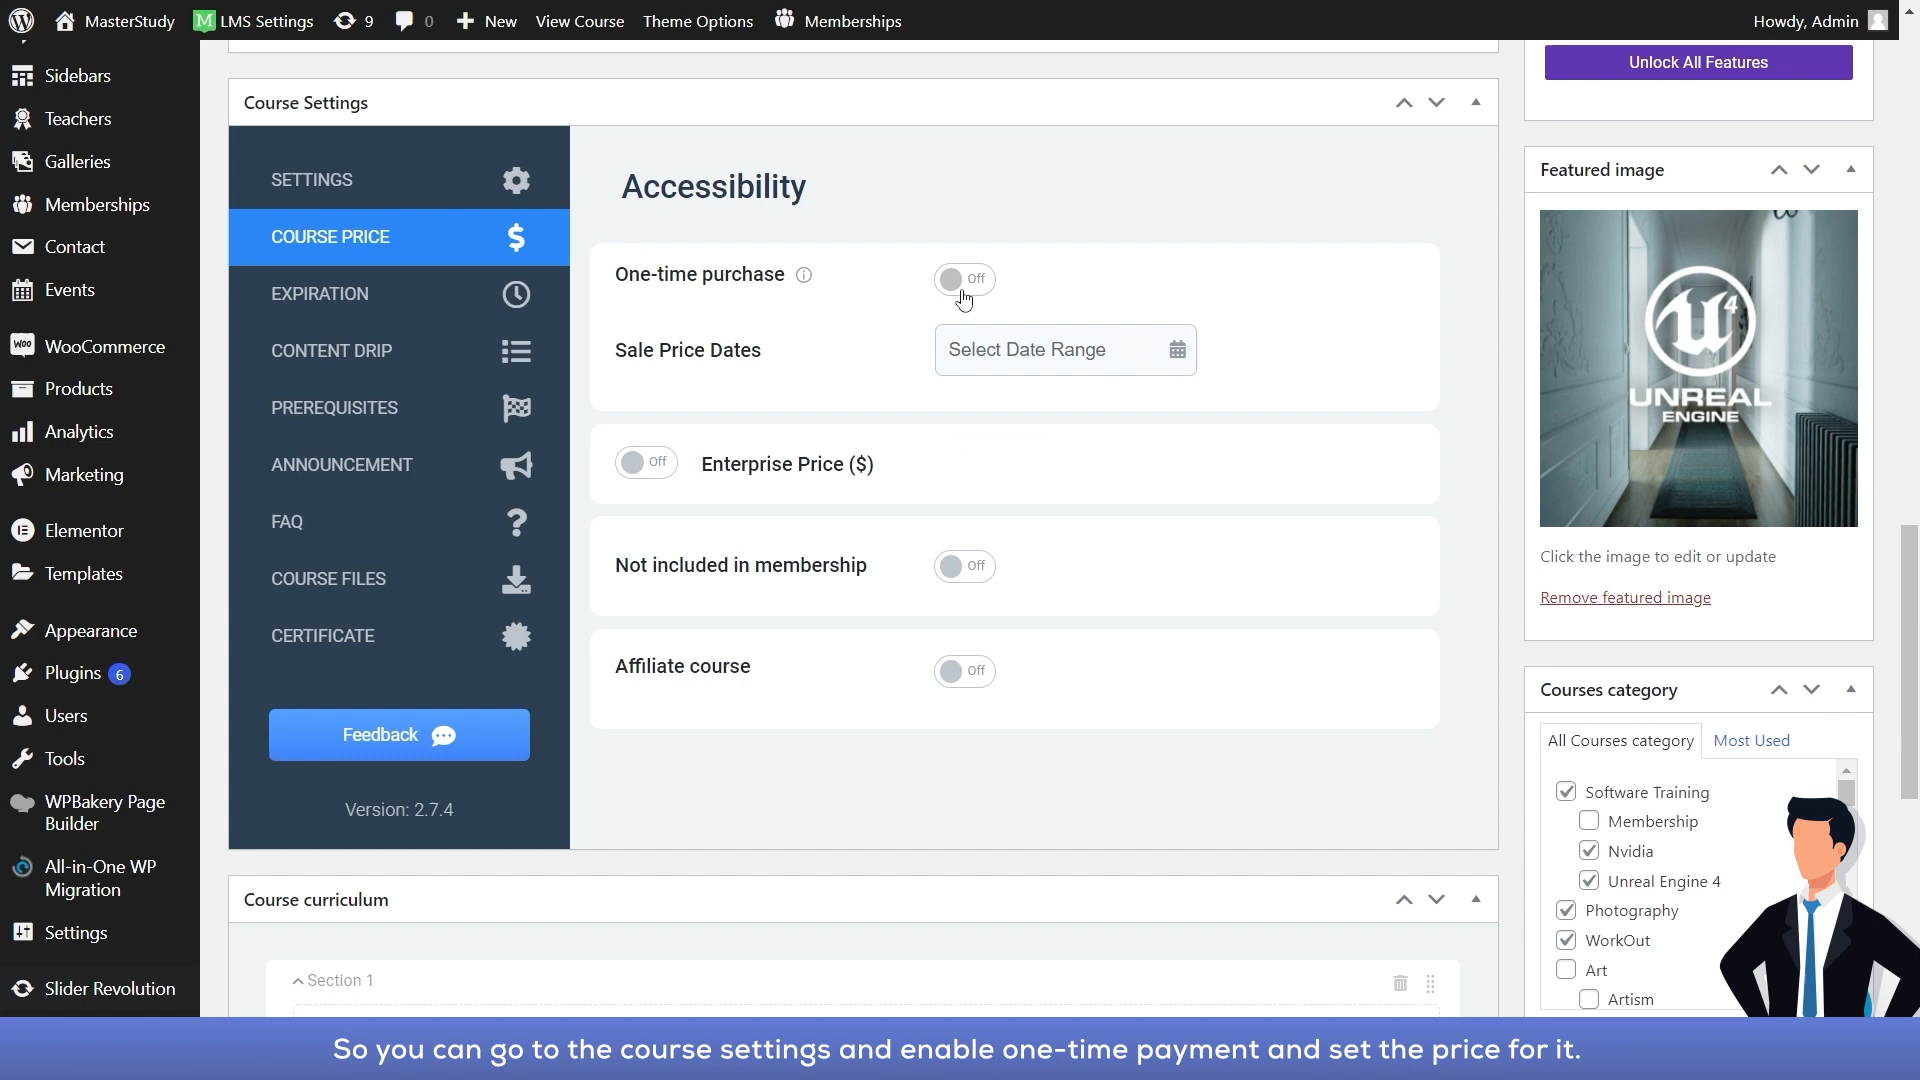 MasterStudy LMS Settings 9 0 New View Course Theme Options Memberships Howdy, Admin
Sidebars
Teachers
Galleries
Memberships
Contact
Events
WooCommerce
Products
Analytics
Marketing
Elementor
Templates
Appearance
Plugins 6
Users
Tools
WPBakery Page
Builder
All-in-One WP
Migration
Settings
Slider Revolution
Course Settings
SETTINGS
COURSE PRICE
EXPIRATION
CONTENT DRIP
PREREQUISITES
ANNOUNCEMENT
FAQ
COURSE FILES
CERTIFICATE
Feedback
Version: 2.7.4
Accessibility
One-time purchase Off
Sale Price Dates Select Date Range
Off Enterprise Price ($)
Not included in membership Off
Affiliate course Off
Course curriculum
Section 1
Unlock All Features
Featured image
4
UNREAL
ENGINE
Click the image to edit or update
Remove featured image
Courses category
All Courses category Most Used
Software Training
Membership
Nvidia
Unreal Engine 4
Photography
WorkOut
Art
Artism
So you can go to the course settings and enable one-time payment and set the price for it.